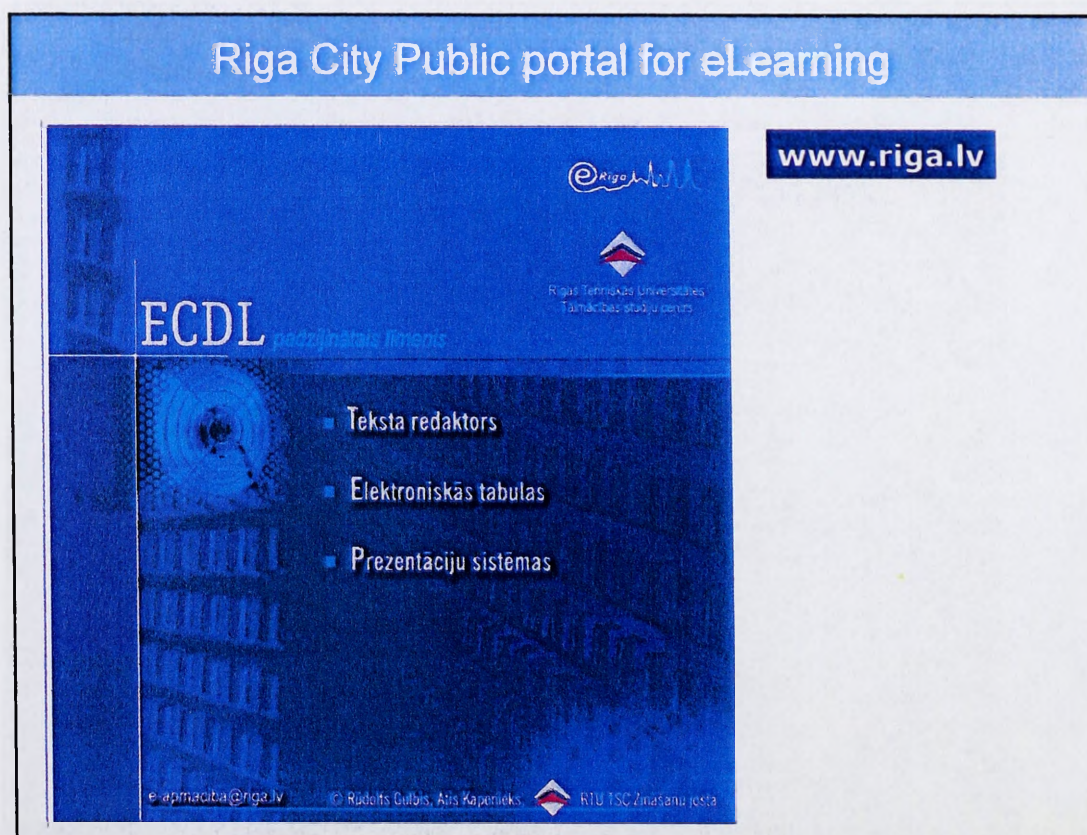 Riga City Public portal for eLearning
www.riga.lv
e Riga
Rīgas Tehniskās Universitātes
Tālmācības studiju centrs
ECDL padziļinātais līmenis
Teksta redaktors
Elektroniskās tabulas
Prezentāciju sistēmas
e-apmaciba@riga.lv
© Rūdolfs Gulbis, Atis Kapenieks, RTU TSC Zināšanu josta